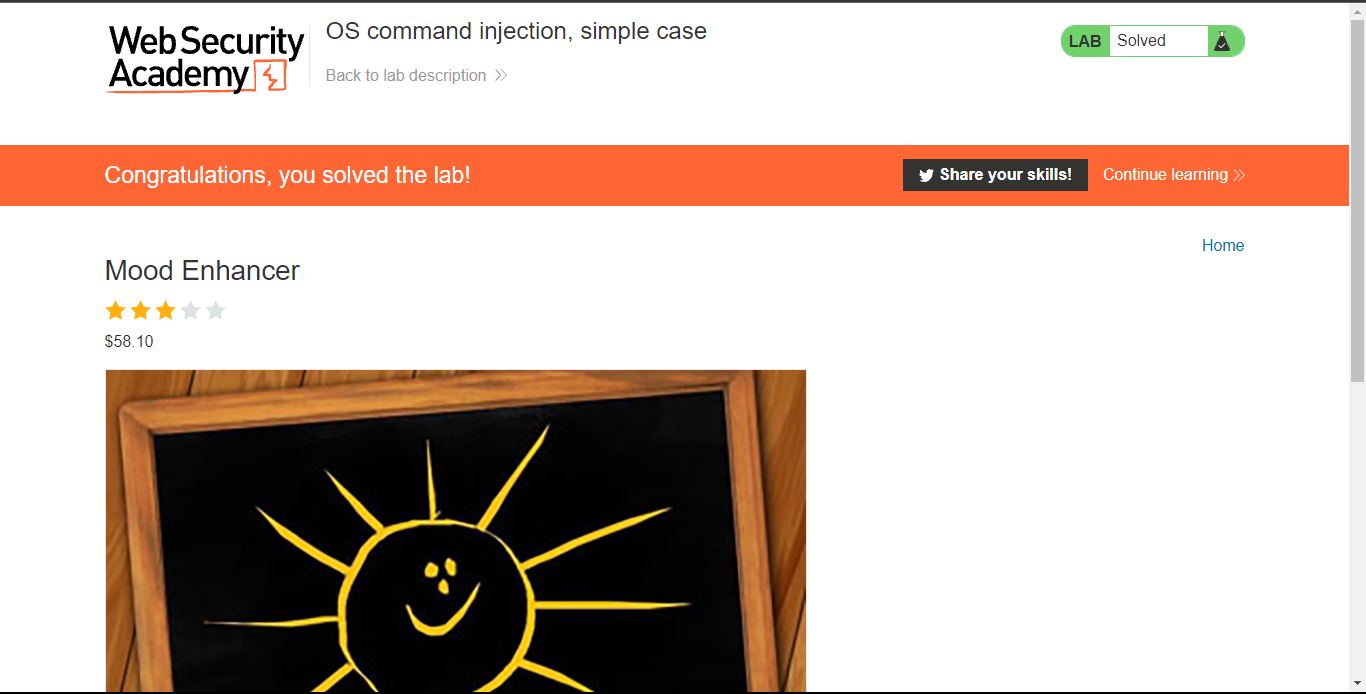 Web Security
Academy
OS command injection, simple case
Back to lab description
LAB
Solved
Congratulations, you solved the lab!
Share your skills!
Continue learning
Home
Mood Enhancer
$58.10